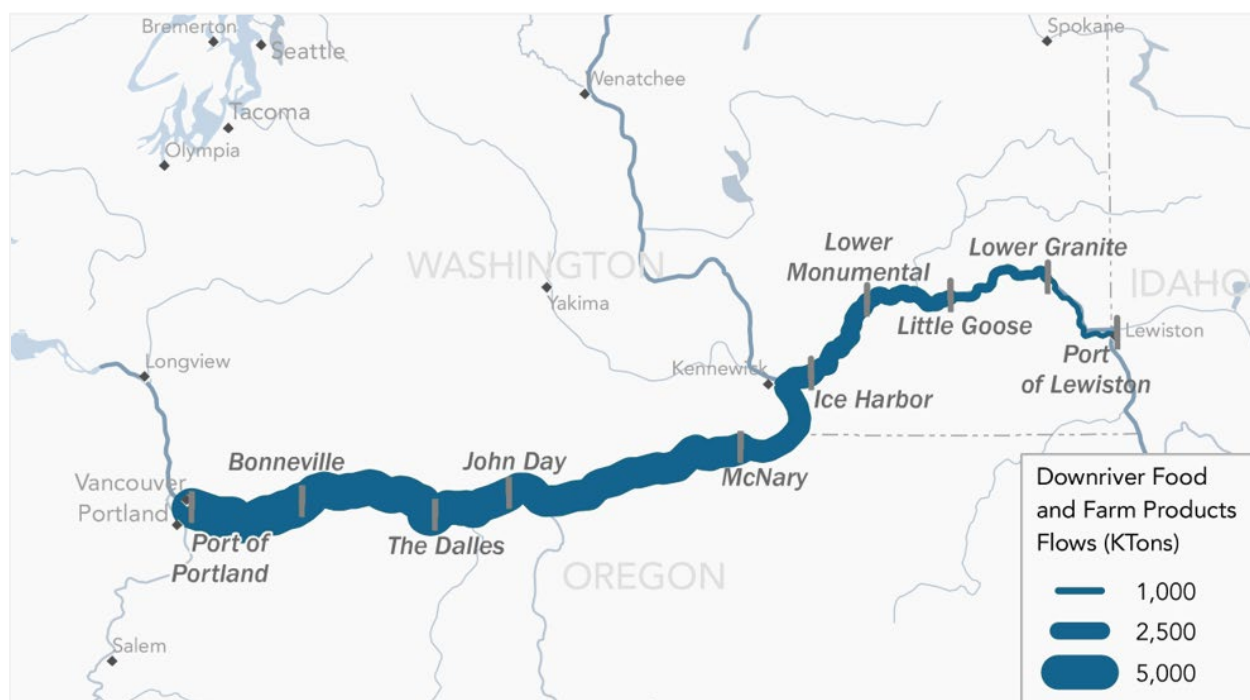 Bremerton
Seattle
Spokane
Wenatchee
Tacoma
Olympia
WASHINGTON
Yakima
Lower
Monumental
Lower Granite
IDAHO
Little Goose
Lewiston
Port
of Lewiston
Longview
Kennewick
Ice Harbor
Bonneville
John Day
McNary
Vancouver
Portland
Port of
Portland
The Dalles
OREGON
Salem
Downriver Food
and Farm Products
Flows (KTons)
1,000
2,500
5,000